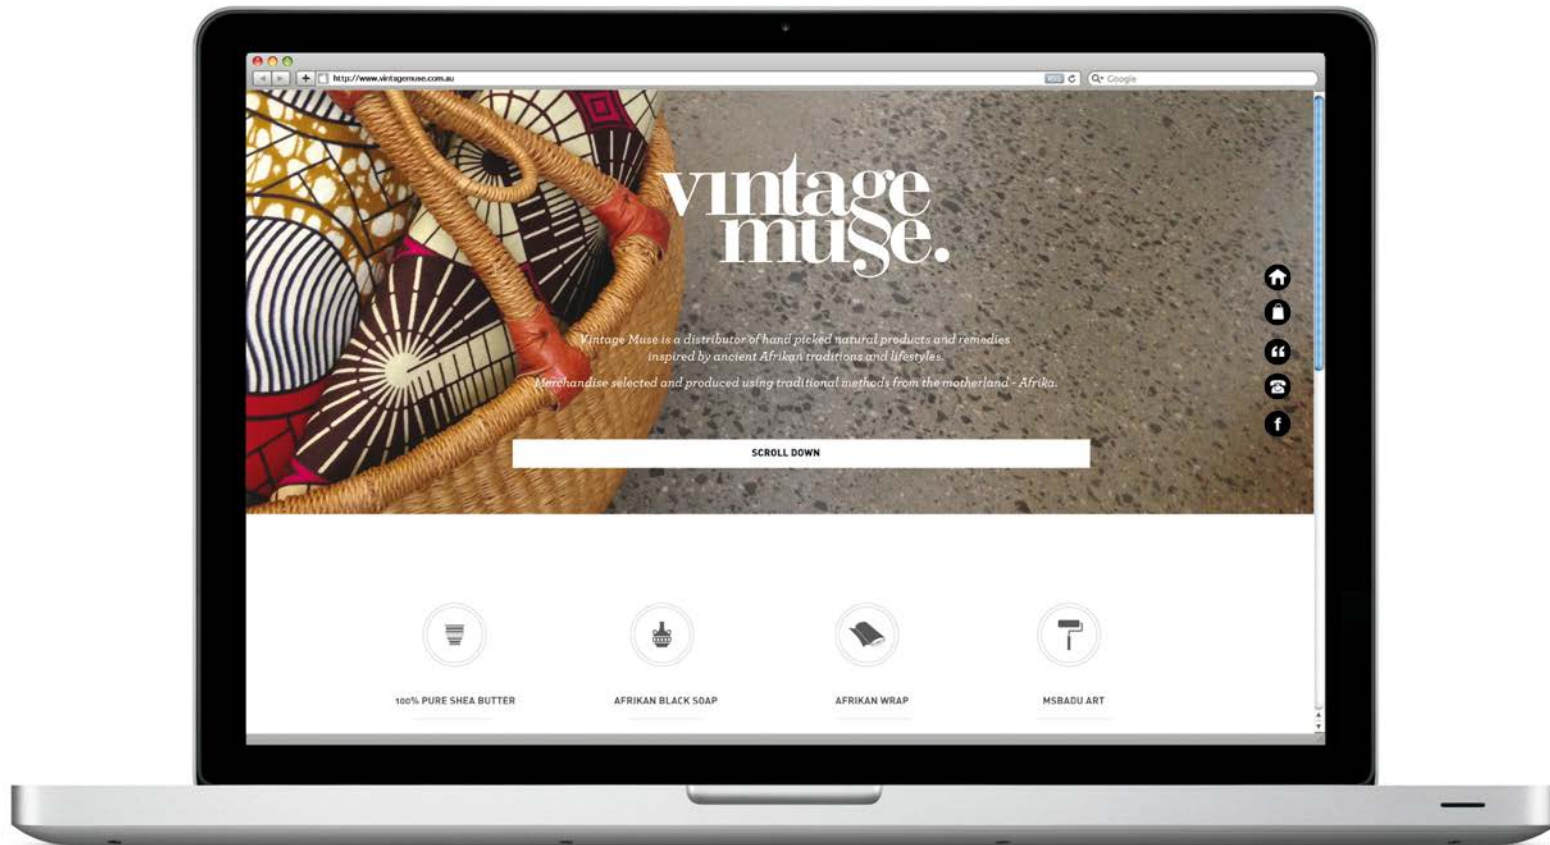 http://www.vintagemuse.com.au
RSS
Google
vintage
muse.
Vintage Muse is a distributor of hand picked natural products and remedies
inspired by ancient Afrikan traditions and lifestyles.
Merchandise selected and produced using traditional methods from the motherland - Afrika.
SCROLL DOWN
100% PURE SHEA BUTTER
AFRIKAN BLACK SOAP
AFRIKAN WRAP
MSBADU ART